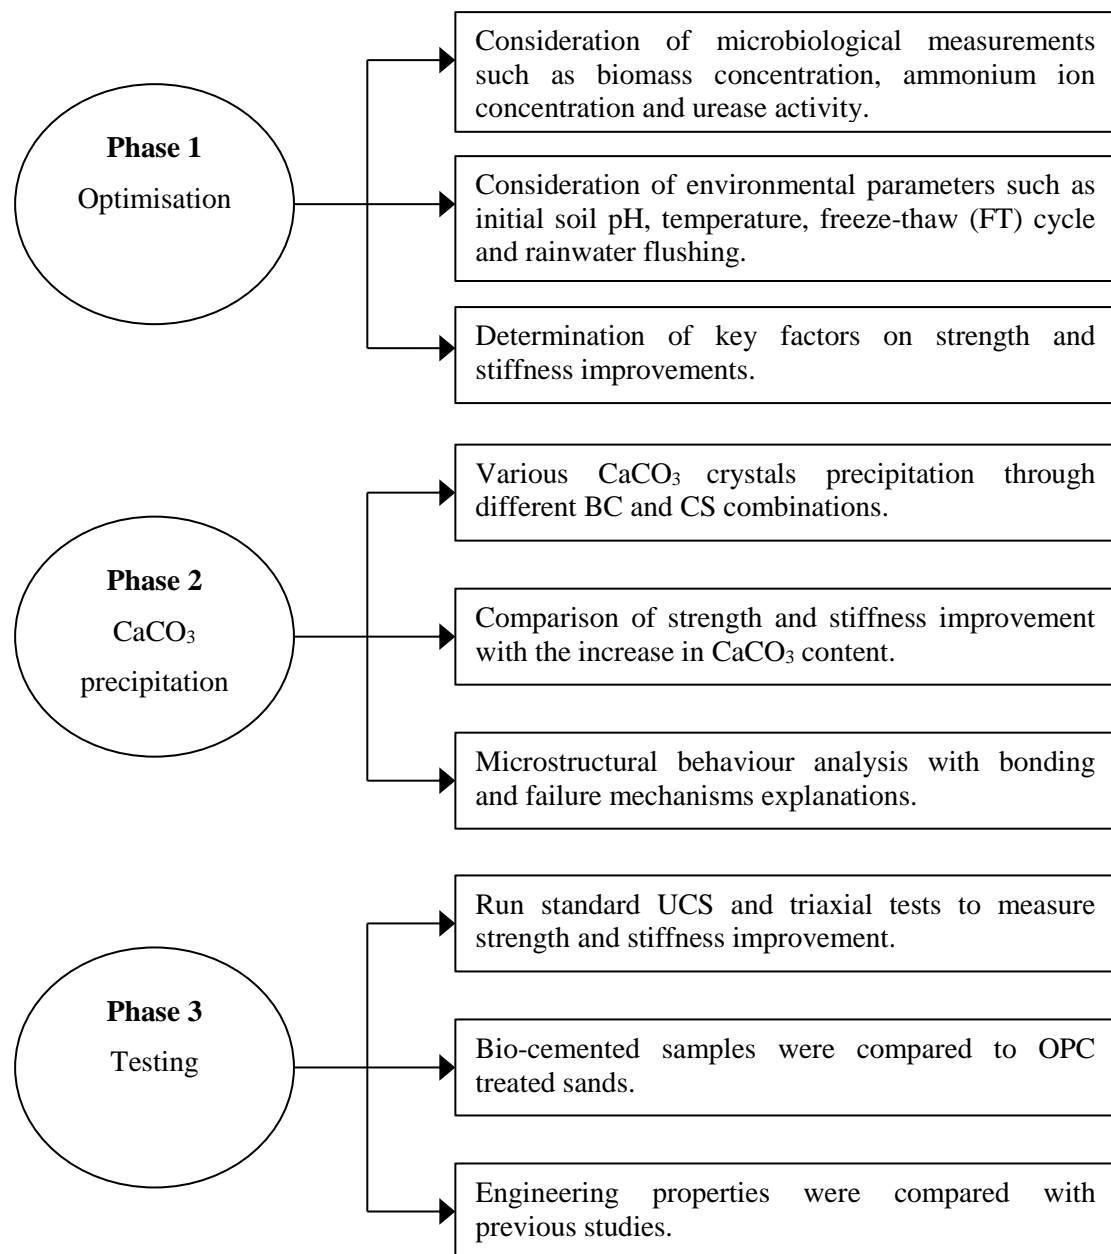 Phase 1
Optimisation
Consideration of microbiological measurements
such as biomass concentration, ammonium ion
concentration and urease activity.
Consideration of environmental parameters such as
initial soil pH, temperature, freeze-thaw (FT) cycle
and rainwater flushing.
Determination of key factors on strength and
stiffness improvements.
Phase 2
CaCO₃
precipitation
Various CaCO₃ crystals precipitation through
different BC and CS combinations.
Comparison of strength and stiffness improvement
with the increase in CaCO₃ content.
Microstructural behaviour analysis with bonding
and failure mechanisms explanations.
Phase 3
Testing
Run standard UCS and triaxial tests to measure
strength and stiffness improvement.
Bio-cemented samples were compared to OPC
treated sands.
Engineering properties were compared with
previous studies.